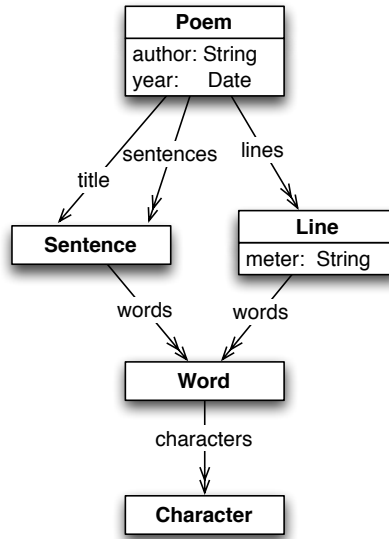 Poem
author: String
year: Date
sentences
lines
title
Sentence
Line
meter: String
words
words
Word
characters
Character